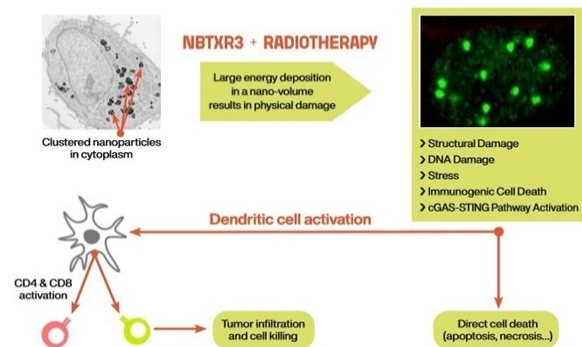 NBTXR3 + RADIOTHERAPY
Large energy deposition
in a nano-volume
results in physical damage
Clustered nanoparticles
in cytoplasm
❯ Structural Damage
❯ DNA Damage
❯ Stress
❯ Immunogenic Cell Death
❯ cGAS-STING Pathway Activation
Dendritic cell activation
CD4 & CD8
activation
Tumor infiltration
and cell killing
Direct cell death
(apoptosis, necrosis...)